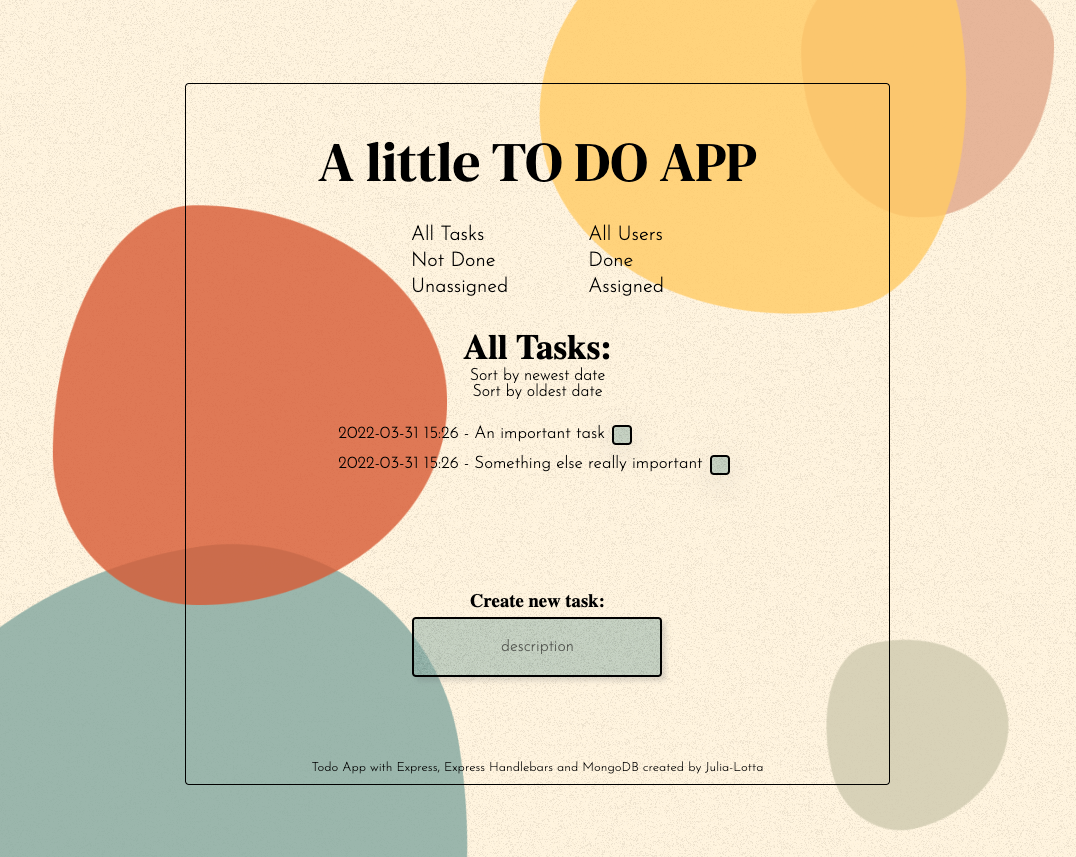 A little TO DO APP
All Tasks All Users
Not Done Done
Unassigned Assigned
All Tasks:
Sort by newest date
Sort by oldest date
2022-03-31 15:26 - An important task
2022-03-31 15:26 - Something else really important
Create new task:
description
Todo App with Express, Express Handlebars and MongoDB created by Julia-Lotta